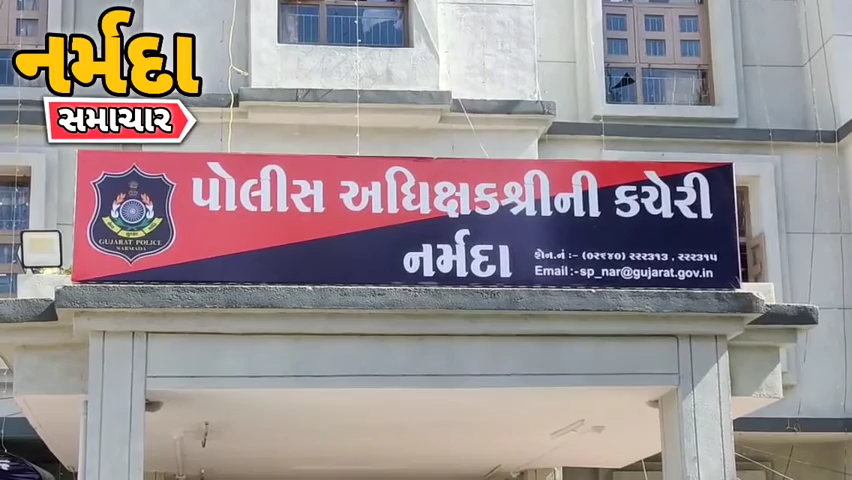 નર્મદા
સમાચાર
પોલીસ અધિક્ષકશ્રીની કચેરી
નર્મદા
ફોન.નં :- (૦૨૬૪૦) ૨૨૨૩૧૩ , ૨૨૨૩૧૫
Email :- sp_nar@gujarat.gov.in
GUJARAT POLICE
NARMADA